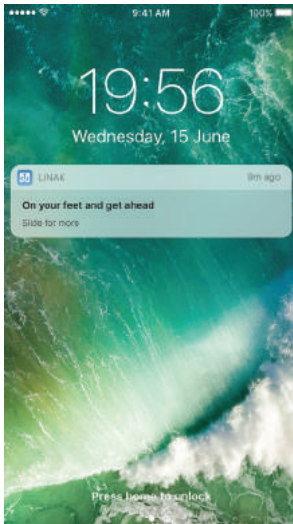 9:41 AM
100%
19:56
Wednesday, 15 June
LINAK
9m ago
On your feet and get ahead
Slide for more
Press home to unlock